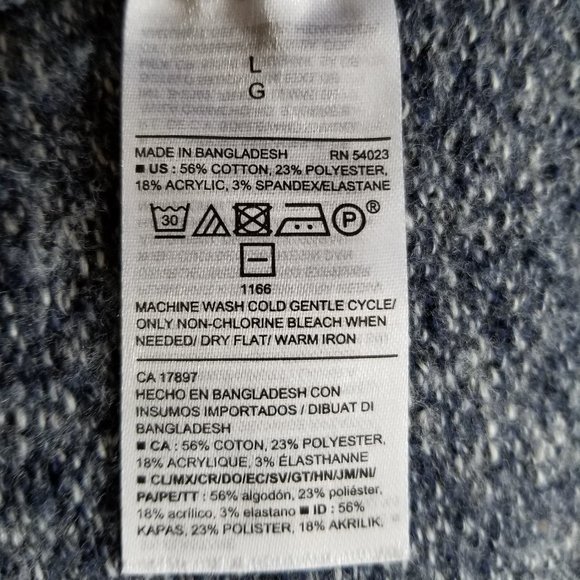 L
G
MADE IN BANGLADESH RN 54023
■ US : 56% COTTON, 23% POLYESTER,
18% ACRYLIC, 3% SPANDEX/ELASTANE
30 P ®
1166
MACHINE WASH COLD GENTLE CYCLE/
ONLY NON-CHLORINE BLEACH WHEN
NEEDED/ DRY FLAT/ WARM IRON
CA 17897
HECHO EN BANGLADESH CON
INSUMOS IMPORTADOS / DIBUAT DI
BANGLADESH
■ CA : 56% COTON, 23% POLYESTER,
18% ACRYLIQUE, 3% ÉLASTHANNE
■ CL/MX/CR/DO/EC/SV/GT/HN/JM/NI/
PA/PE/TT : 56% algodón, 23% poliéster,
18% acrílico, 3% elastano ■ ID : 56%
KAPAS, 23% POLISTER, 18% AKRILIK,